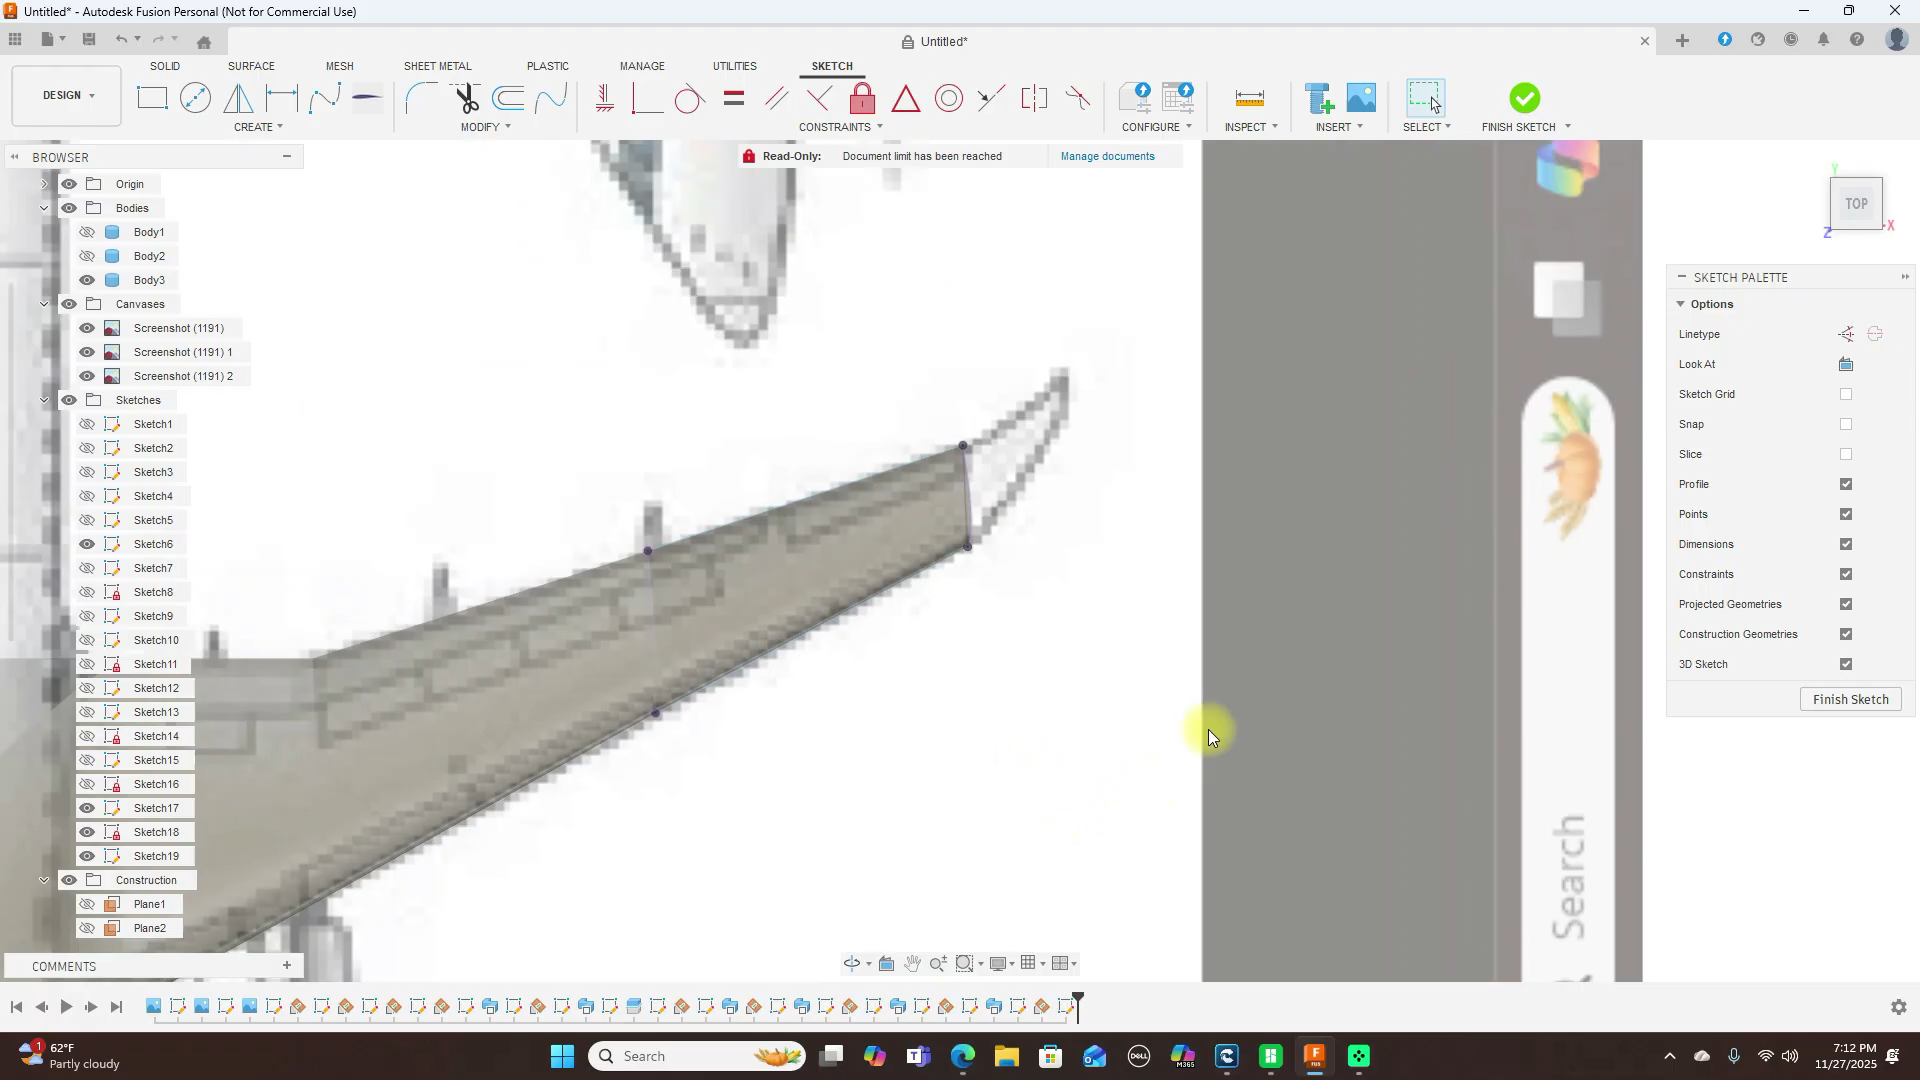 Untitled* - Autodesk Fusion Personal (Not for Commercial Use)
Untitled*
DESIGN
SOLID
SURFACE
MESH
SHEET METAL
PLASTIC
MANAGE
UTILITIES
SKETCH
CREATE
MODIFY
CONSTRAINTS
CONFIGURE
INSPECT
INSERT
SELECT
FINISH SKETCH
BROWSER
Read-Only: Document limit has been reached Manage documents
Origin
Bodies
Body1
Body2
Body3
Canvases
Screenshot (1191)
Screenshot (1191) 1
Screenshot (1191) 2
Sketches
Sketch1
Sketch2
Sketch3
Sketch4
Sketch5
Sketch6
Sketch7
Sketch8
Sketch9
Sketch10
Sketch11
Sketch12
Sketch13
Sketch14
Sketch15
Sketch16
Sketch17
Sketch18
Sketch19
Construction
Plane1
Plane2
COMMENTS
Search
Y
TOP
X
Z
SKETCH PALETTE
Options
Linetype
Look At
Sketch Grid
Snap
Slice
Profile
Points
Dimensions
Constraints
Projected Geometries
Construction Geometries
3D Sketch
Finish Sketch
1
62°F
Partly cloudy
Search
DELL
M365
FUS
7:12 PM
11/27/2025